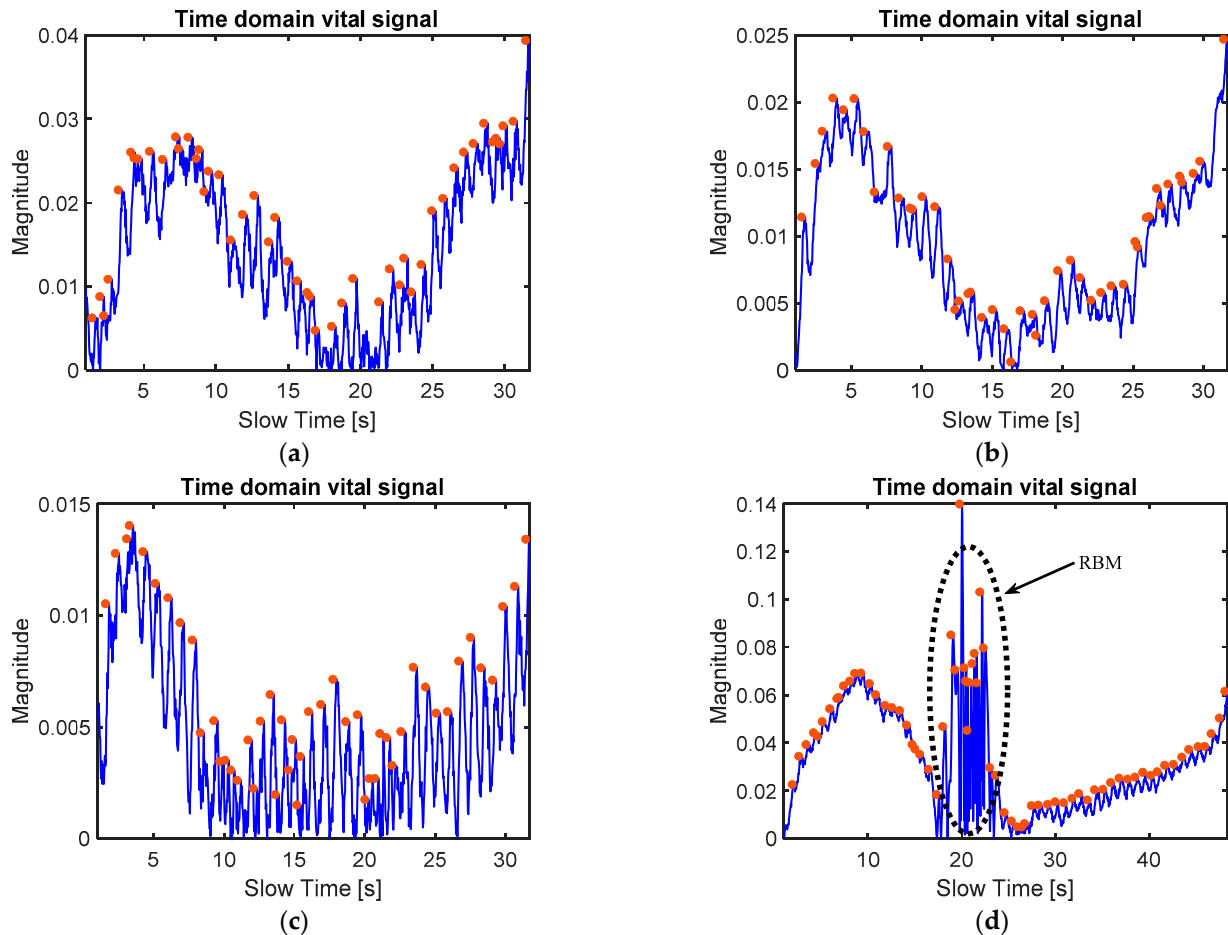 Time domain vital signal
0.04
0.03
0.02
0.01
0
Magnitude
5 10 15 20 25 30
Slow Time [s]
(a)
Time domain vital signal
0.025
0.02
0.015
0.01
0.005
0
Magnitude
5 10 15 20 25 30
Slow Time [s]
(b)
Time domain vital signal
0.015
0.01
0.005
0
Magnitude
5 10 15 20 25 30
Slow Time [s]
(c)
Time domain vital signal
0.14
0.12
0.1
0.08
0.06
0.04
0.02
0
Magnitude
RBM
10 20 30 40
Slow Time [s]
(d)